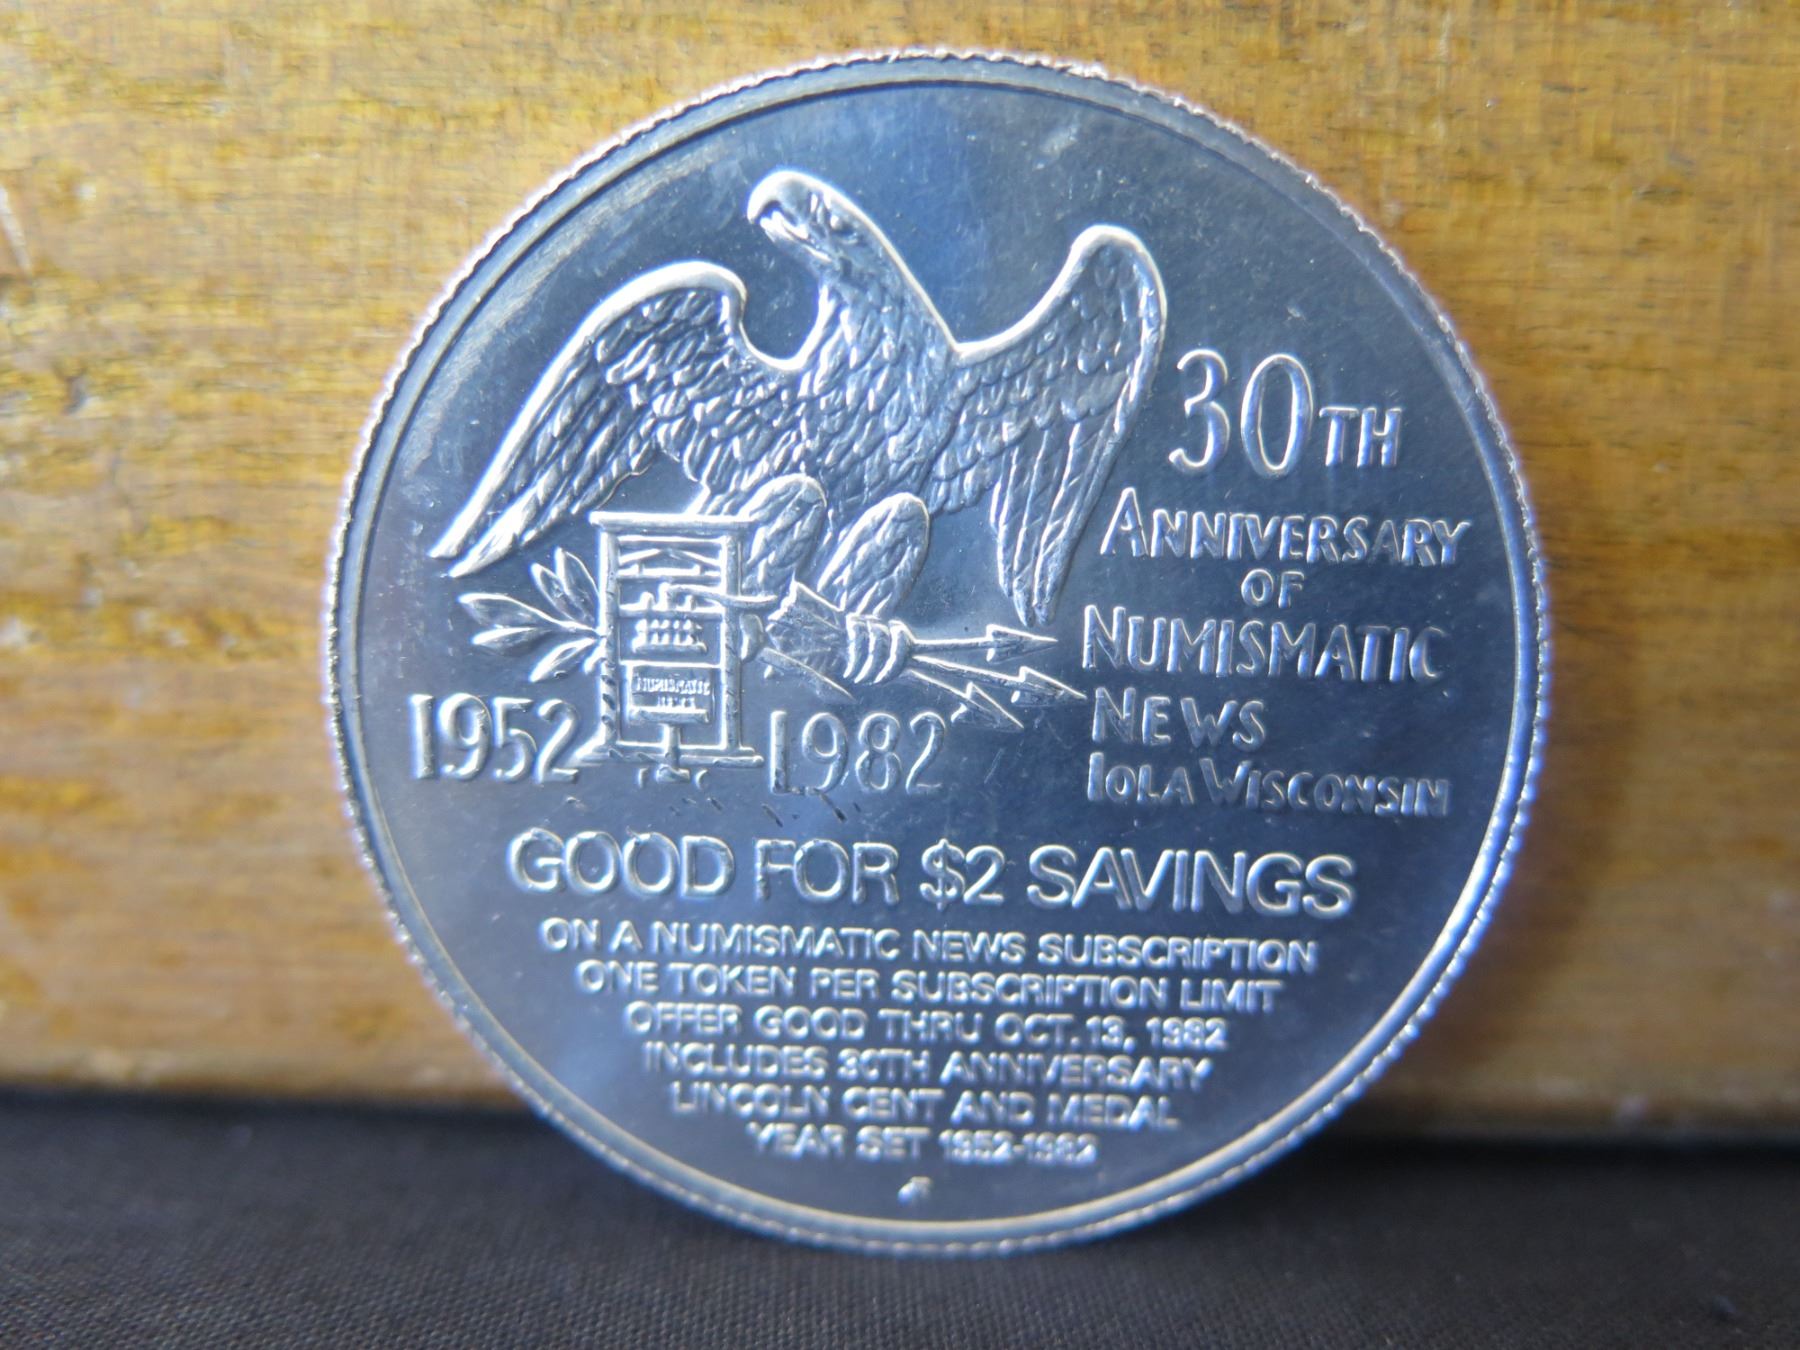 30TH
ANNIVERSARY
OF
NUMISMATIC
NEWS
IOLA WISCONSIN
NUMISMATIC
NEWS
1952 1982
GOOD FOR $2 SAVINGS
ON A NUMISMATIC NEWS SUBSCRIPTION
ONE TOKEN PER SUBSCRIPTION LIMIT
OFFER GOOD THRU OCT. 13, 1982
INCLUDES 30TH ANNIVERSARY
LINCOLN CENT AND MEDAL
YEAR SET 1952-1982